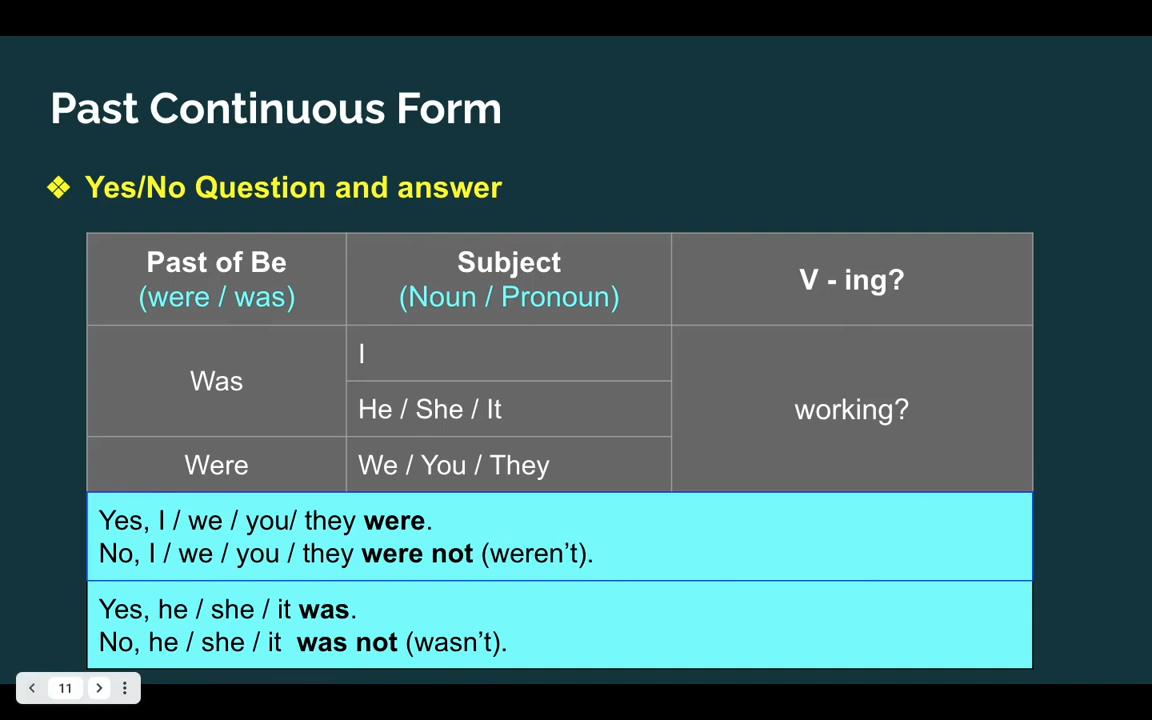 Past Continuous Form
❖ Yes/No Question and answer
Past of Be
(were / was)
Subject
(Noun / Pronoun)
V - ing?
Was
I
He / She / It
working?
Were
We / You / They
Yes, I / we / you/ they were.
No, I / we / you / they were not (weren’t).
Yes, he / she / it was.
No, he / she / it was not (wasn’t).
11